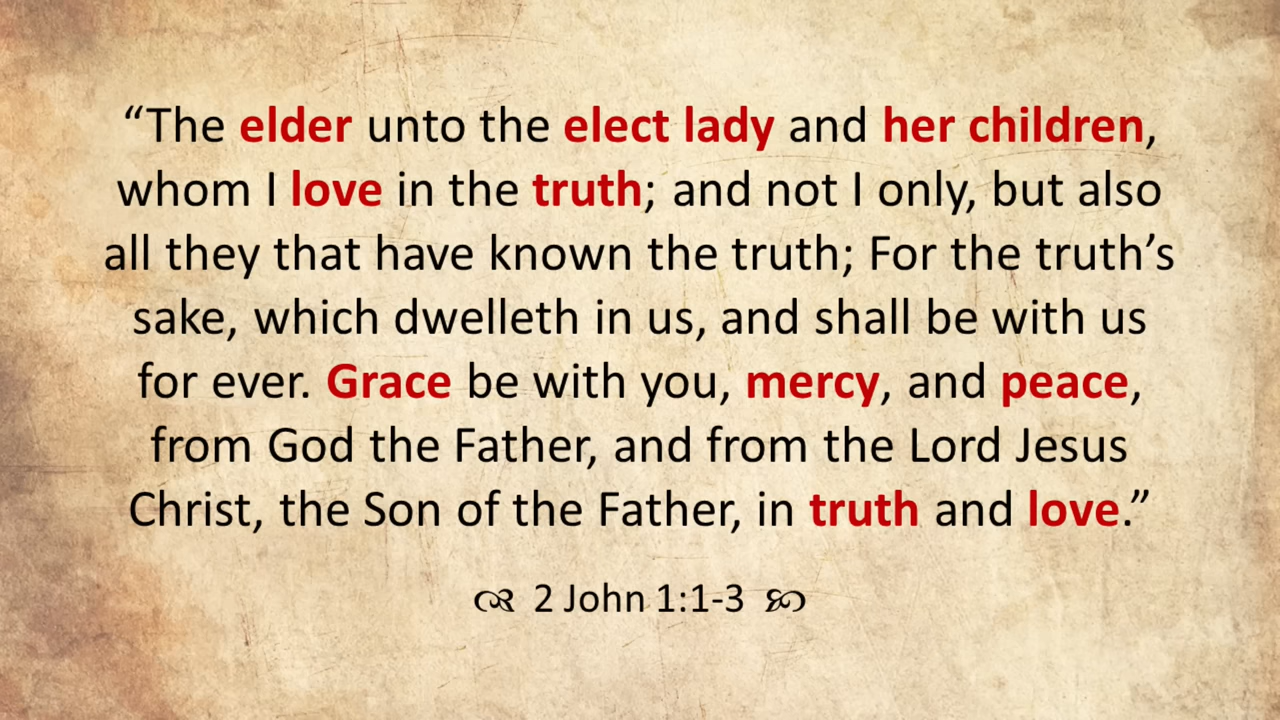 “The elder unto the elect lady and her children,
whom I love in the truth; and not I only, but also
all they that have known the truth; For the truth’s
sake, which dwelleth in us, and shall be with us
for ever. Grace be with you, mercy, and peace,
from God the Father, and from the Lord Jesus
Christ, the Son of the Father, in truth and love.”
2 John 1:1-3